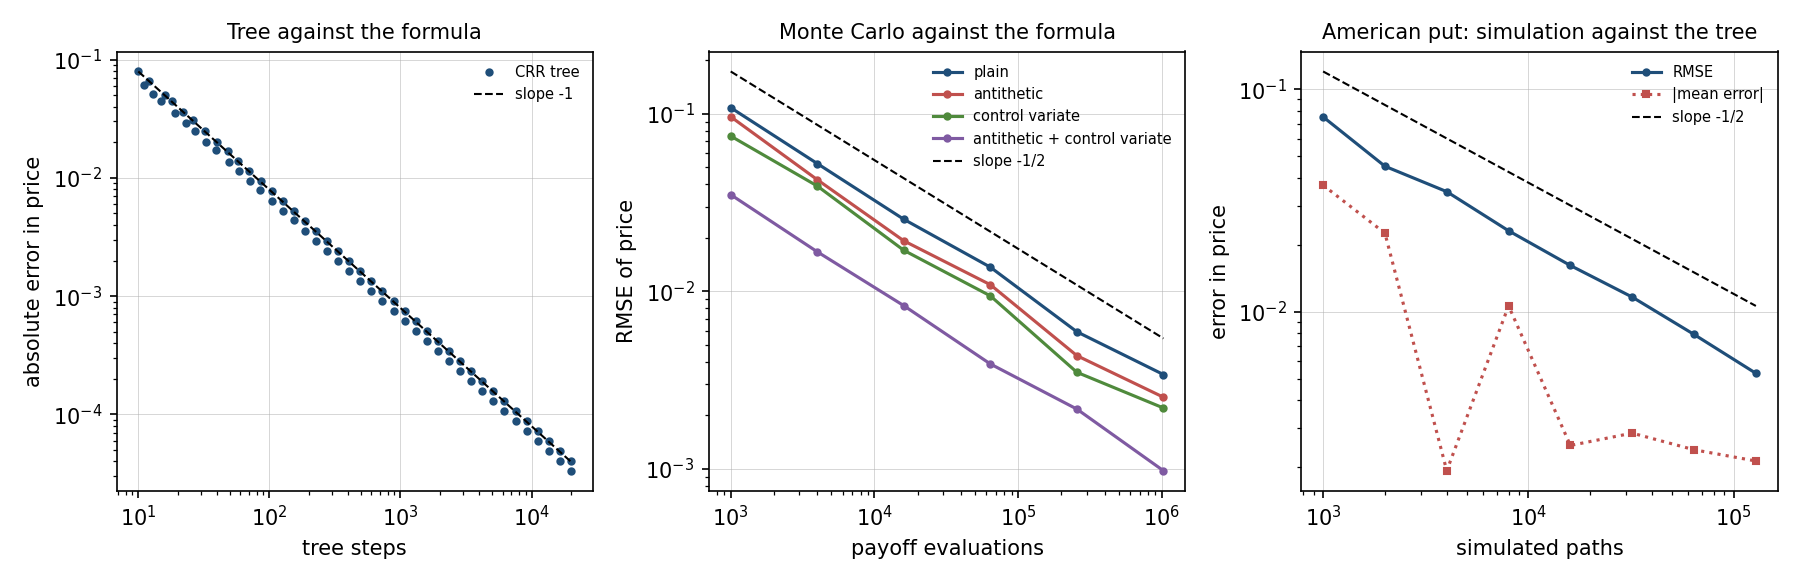 Tree against the formula
absolute error in price
10⁻¹
10⁻²
10⁻³
10⁻⁴
CRR tree
slope -1
10¹
10²
10³
10⁴
tree steps
Monte Carlo against the formula
RMSE of price
10⁻¹
10⁻²
10⁻³
plain
antithetic
control variate
antithetic + control variate
slope -1/2
10³
10⁴
10⁵
10⁶
payoff evaluations
American put: simulation against the tree
error in price
10⁻¹
10⁻²
RMSE
|mean error|
slope -1/2
10³
10⁴
10⁵
simulated paths